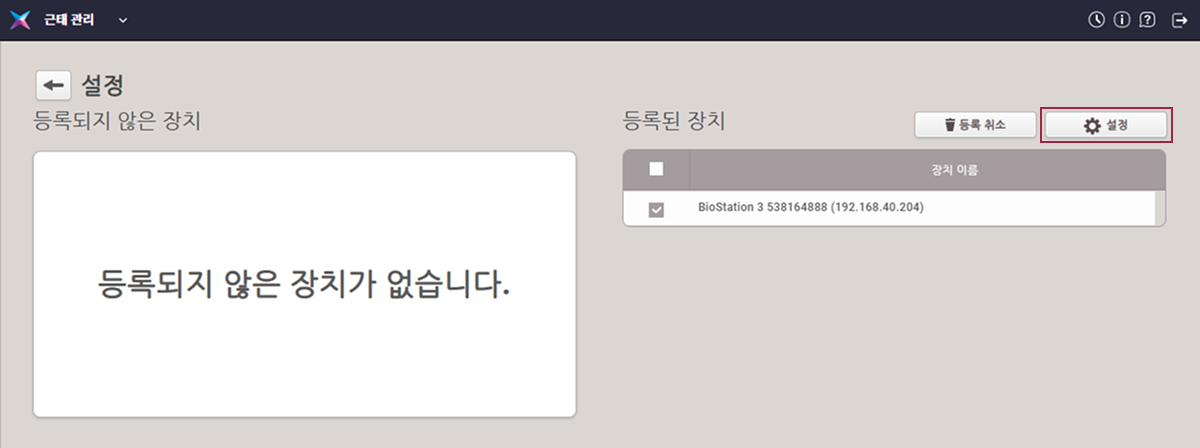 근태 관리
설정
등록되지 않은 장치
등록되지 않은 장치가 없습니다.
등록된 장치
등록 취소
설정
장치 이름
BioStation 3 538164888 (192.168.40.204)